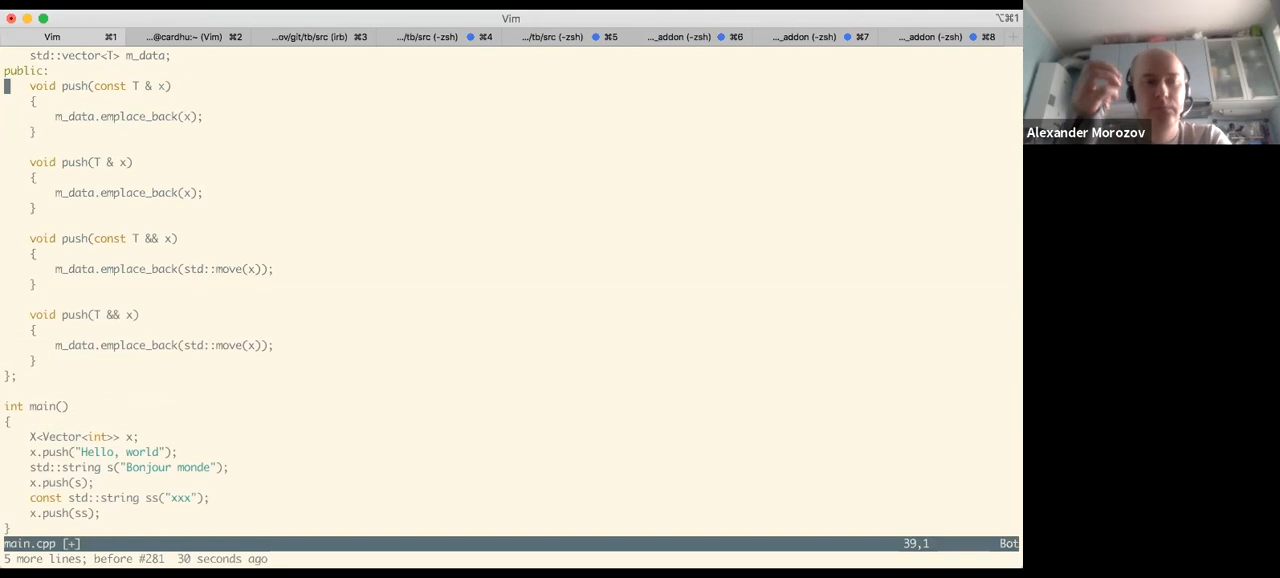 Vim
⌥⌘1
Vim ⌘1 ...@cardhu:~ (Vim) ⌘2 ...ov/git/tb/src (irb) ⌘3 .../tb/src (-zsh) ⌘4 .../tb/src (-zsh) ⌘5 ..._addon (-zsh) ⌘6 ..._addon (-zsh) ⌘7 ..._addon (-zsh) ⌘8
std::vector<T> m_data;
public:
void push(const T & x)
{
m_data.emplace_back(x);
}
void push(T & x)
{
m_data.emplace_back(x);
}
void push(const T && x)
{
m_data.emplace_back(std::move(x));
}
void push(T && x)
{
m_data.emplace_back(std::move(x));
}
};
int main()
{
X<Vector<int>> x;
x.push("Hello, world");
std::string s("Bonjour monde");
x.push(s);
const std::string ss("xxx");
x.push(ss);
}
main.cpp [+] 39,1 Bot
5 more lines; before #281 30 seconds ago
Alexander Morozov